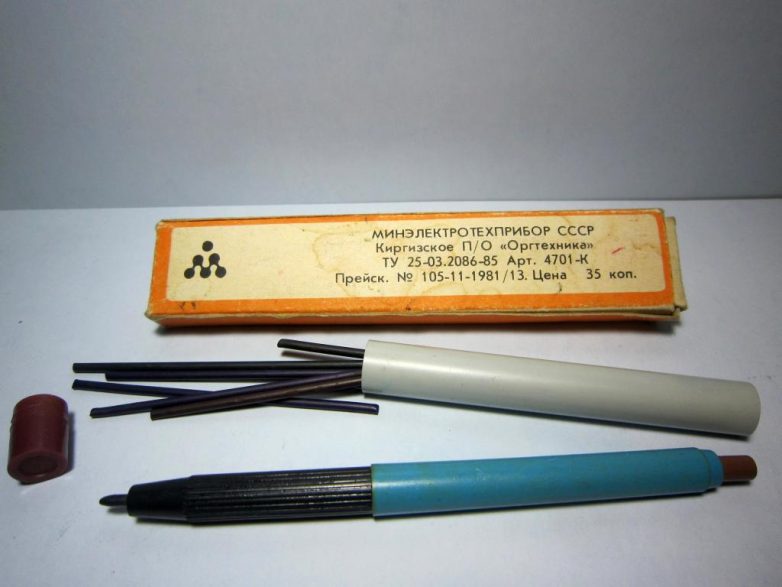 МИНЭЛЕКТРОТЕХПРИБОР СССР
Киргизское П/О «Оргтехника»
ТУ 25-03.2086-85 Арт. 4701-К
Прейск. № 105-11-1981/13. Цена 35 коп.